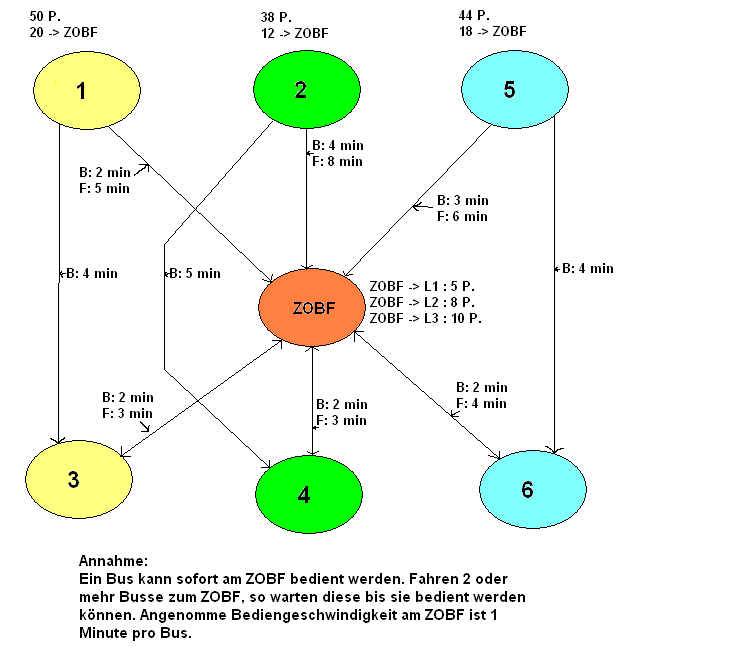 50 P.
20 -> ZOBF
38 P.
12 -> ZOBF
44 P.
18 -> ZOBF
1
2
5
B: 4 min
F: 8 min
B: 2 min
F: 5 min
B: 3 min
F: 6 min
B: 4 min
B: 5 min
B: 4 min
ZOBF
ZOBF -> L1 : 5 P.
ZOBF -> L2 : 8 P.
ZOBF -> L3 : 10 P.
B: 2 min
F: 3 min
B: 2 min
F: 3 min
B: 2 min
F: 4 min
3
4
6
Annahme:
Ein Bus kann sofort am ZOBF bedient werden. Fahren 2 oder
mehr Busse zum ZOBF, so warten diese bis sie bedient werden
können. Angenomme Bediengeschwindigkeit am ZOBF ist 1
Minute pro Bus.